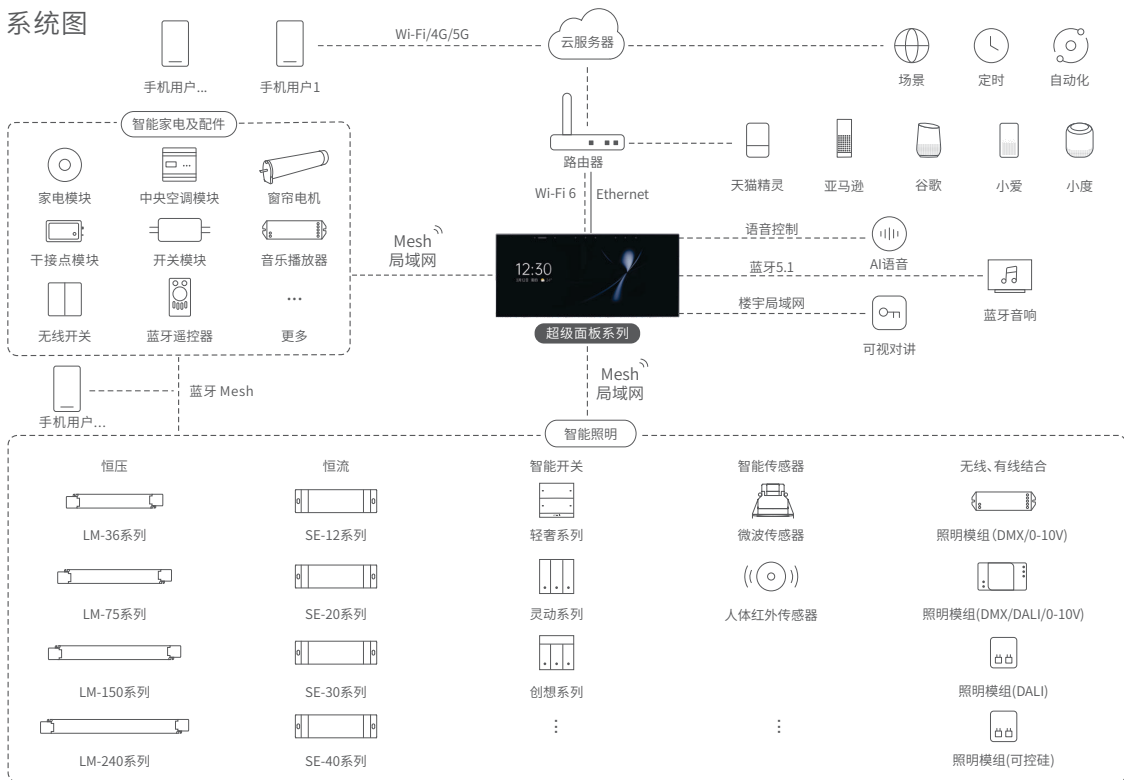 系统图
Wi-Fi/4G/5G
云服务器
手机用户...
手机用户1
场景
定时
自动化
智能家电及配件
路由器
家电模块
中央空调模块
窗帘电机
天猫精灵
亚马逊
谷歌
小爱
小度
Wi-Fi 6
Ethernet
干接点模块
开关模块
音乐播放器
Mesh
局域网
12:30
语音控制
AI语音
蓝牙5.1
蓝牙音响
楼宇局域网
可视对讲
无线开关
蓝牙遥控器
...
更多
超级面板系列
手机用户...
蓝牙 Mesh
Mesh
局域网
智能照明
恒压
恒流
智能开关
智能传感器
无线、有线结合
LM-36系列
SE-12系列
轻奢系列
微波传感器
照明模组(DMX/0-10V)
LM-75系列
SE-20系列
灵动系列
人体红外传感器
照明模组(DMX/DALI/0-10V)
LM-150系列
SE-30系列
创想系列
照明模组(DALI)
LM-240系列
SE-40系列
照明模组(可控硅)